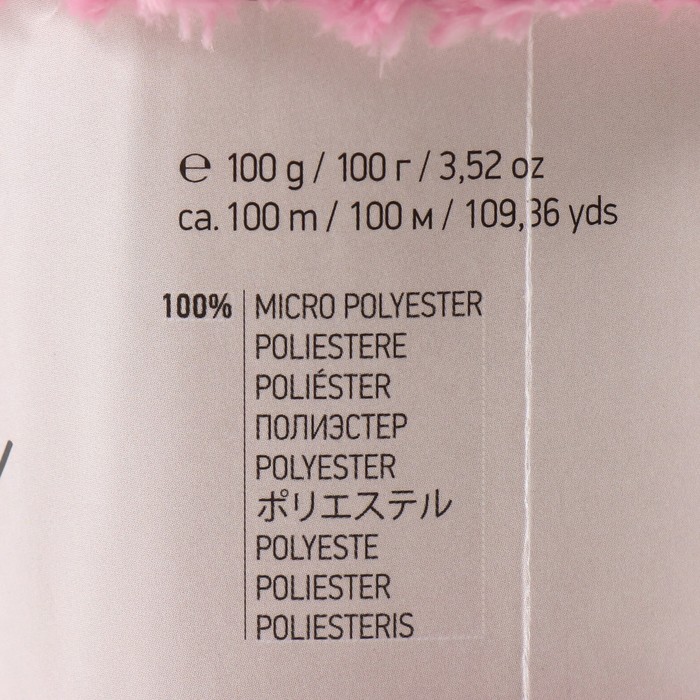 ℮ 100 g / 100 г / 3,52 oz
ca. 100 m / 100 м / 109,36 yds
100% MICRO POLYESTER
POLIESTERE
POLIÉSTER
ПОЛИЭСТЕР
POLYESTER
ポリエステル
POLYESTE
POLIESTER
POLIESTERIS